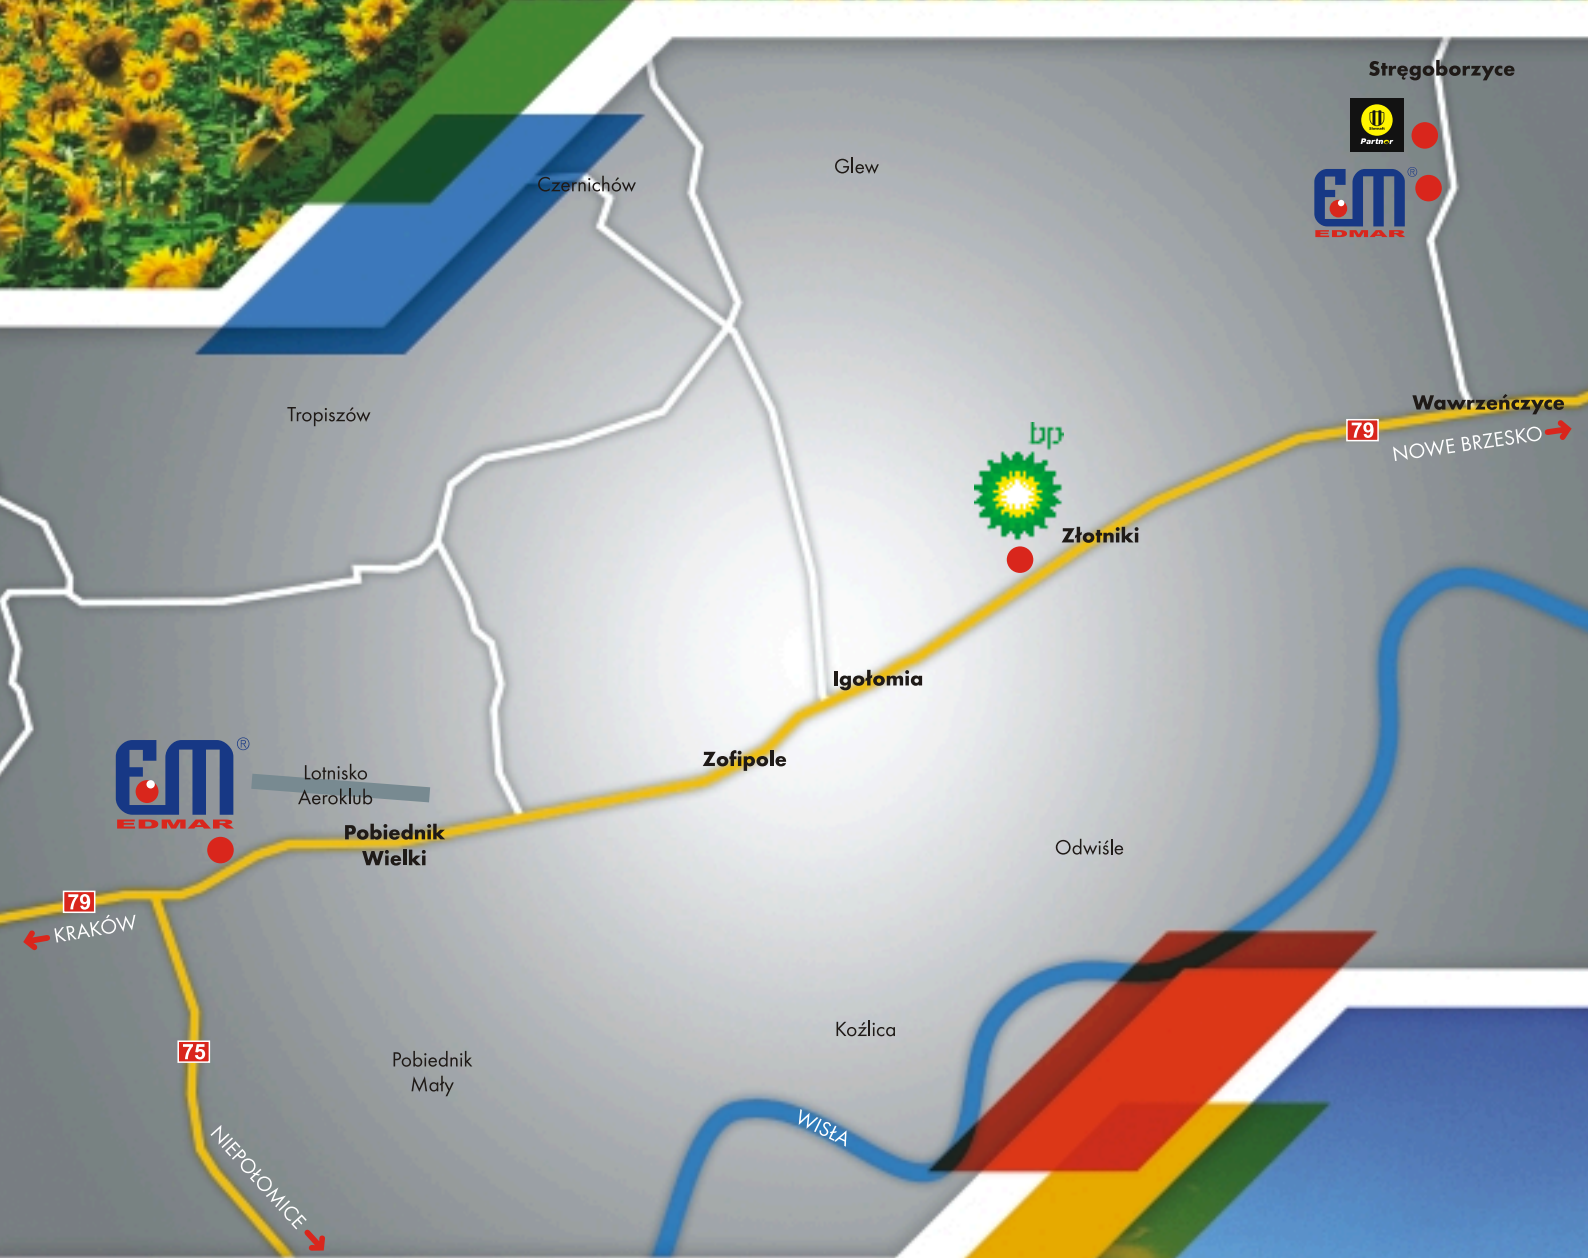 Stręgoborzyce
Partner
EM®
EDMAR
Glew
Czernichów
Tropiszów
Wawrzeńczyce
79
NOWE BRZESKO
bp
Złotniki
Igołomia
Zofipole
EM®
EDMAR
Lotnisko
Aeroklub
Pobiednik
Wielki
79
KRAKÓW
Odwiśle
Koźlica
75
Pobiednik
Mały
NIEPOŁOMICE
WISŁA